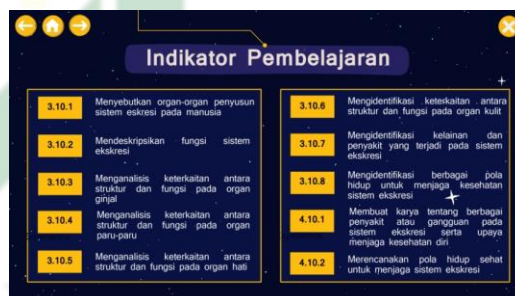 Indikator Pembelajaran
3.10.1
Menyebutkan organ-organ penyusun
sistem eskresi pada manusia
3.10.2
Mendeskripsikan fungsi sistem
ekskresi
3.10.3
Menganalisis keterkaitan antara
struktur dan fungsi pada organ
ginjal
3.10.4
Menganalisis keterkaitan antara
struktur dan fungsi pada organ
paru-paru
3.10.5
Menganalisis keterkaitan antara
struktur dan fungsi pada organ hati
3.10.6
Mengidentifikasi keterkaitan antara
struktur dan fungsi pada organ kulit
3.10.7
Mengidentifikasi kelainan dan
penyakit yang terjadi pada sistem
ekskresi
3.10.8
Mengidentifikasi berbagai pola
hidup untuk menjaga kesehatan
sistem ekskresi
4.10.1
Membuat karya tentang berbagai
penyakit atau gangguan pada
sistem ekskresi serta upaya
menjaga kesehatan diri
4.10.2
Merencanakan pola hidup sehat
untuk menjaga sistem ekskresi